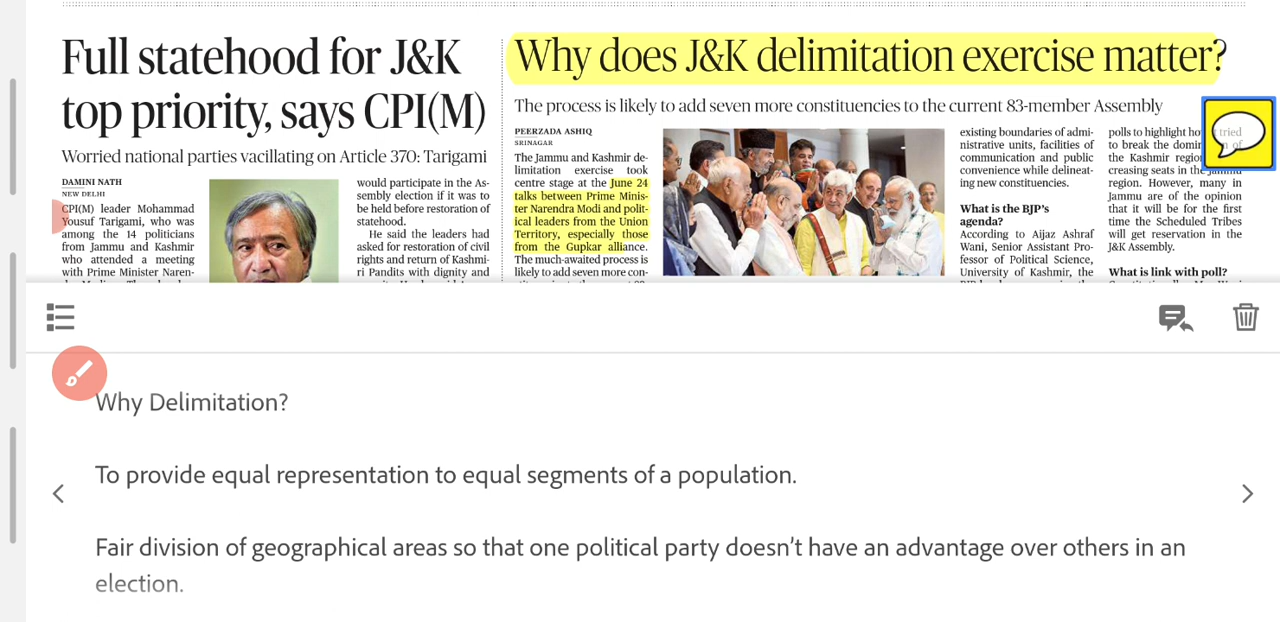 Full statehood for J&K
top priority, says CPI(M)
Worried national parties vacillating on Article 370: Tarigami
DAMINI NATH
NEW DELHI
CPI(M) leader Mohammad
Yousuf Tarigami, who was
among the 14 politicians
from Jammu and Kashmir
who attended a meeting
with Prime Minister Naren-
would participate in the As-
sembly election if it was to
be held before restoration of
statehood.
He said the leaders had
asked for restoration of civil
rights and return of Kashmi-
ri Pandits with dignity and
Why does J&K delimitation exercise matter?
The process is likely to add seven more constituencies to the current 83-member Assembly
PEERZADA ASHIQ
SRINAGAR
The Jammu and Kashmir de-
limitation exercise took
centre stage at the June 24
talks between Prime Minis-
ter Narendra Modi and polit-
ical leaders from the Union
Territory, especially those
from the Gupkar alliance.
The much-awaited process is
likely to add seven more con-
existing boundaries of admi-
nistrative units, facilities of
communication and public
convenience while delineat-
ing new constituencies.
What is the BJP's
agenda?
According to Aijaz Ashraf
Wani, Senior Assistant Pro-
fessor of Political Science,
University of Kashmir, the
polls to highlight tried
to break the of
the Kashmir
creasing seats in the Jammu
region. However, many in
Jammu are of the opinion
that it will be for the first
time the Scheduled Tribes
will get reservation in the
J&K Assembly.
What is link with poll?
Why Delimitation?
To provide equal representation to equal segments of a population.
Fair division of geographical areas so that one political party doesn't have an advantage over others in an
election.